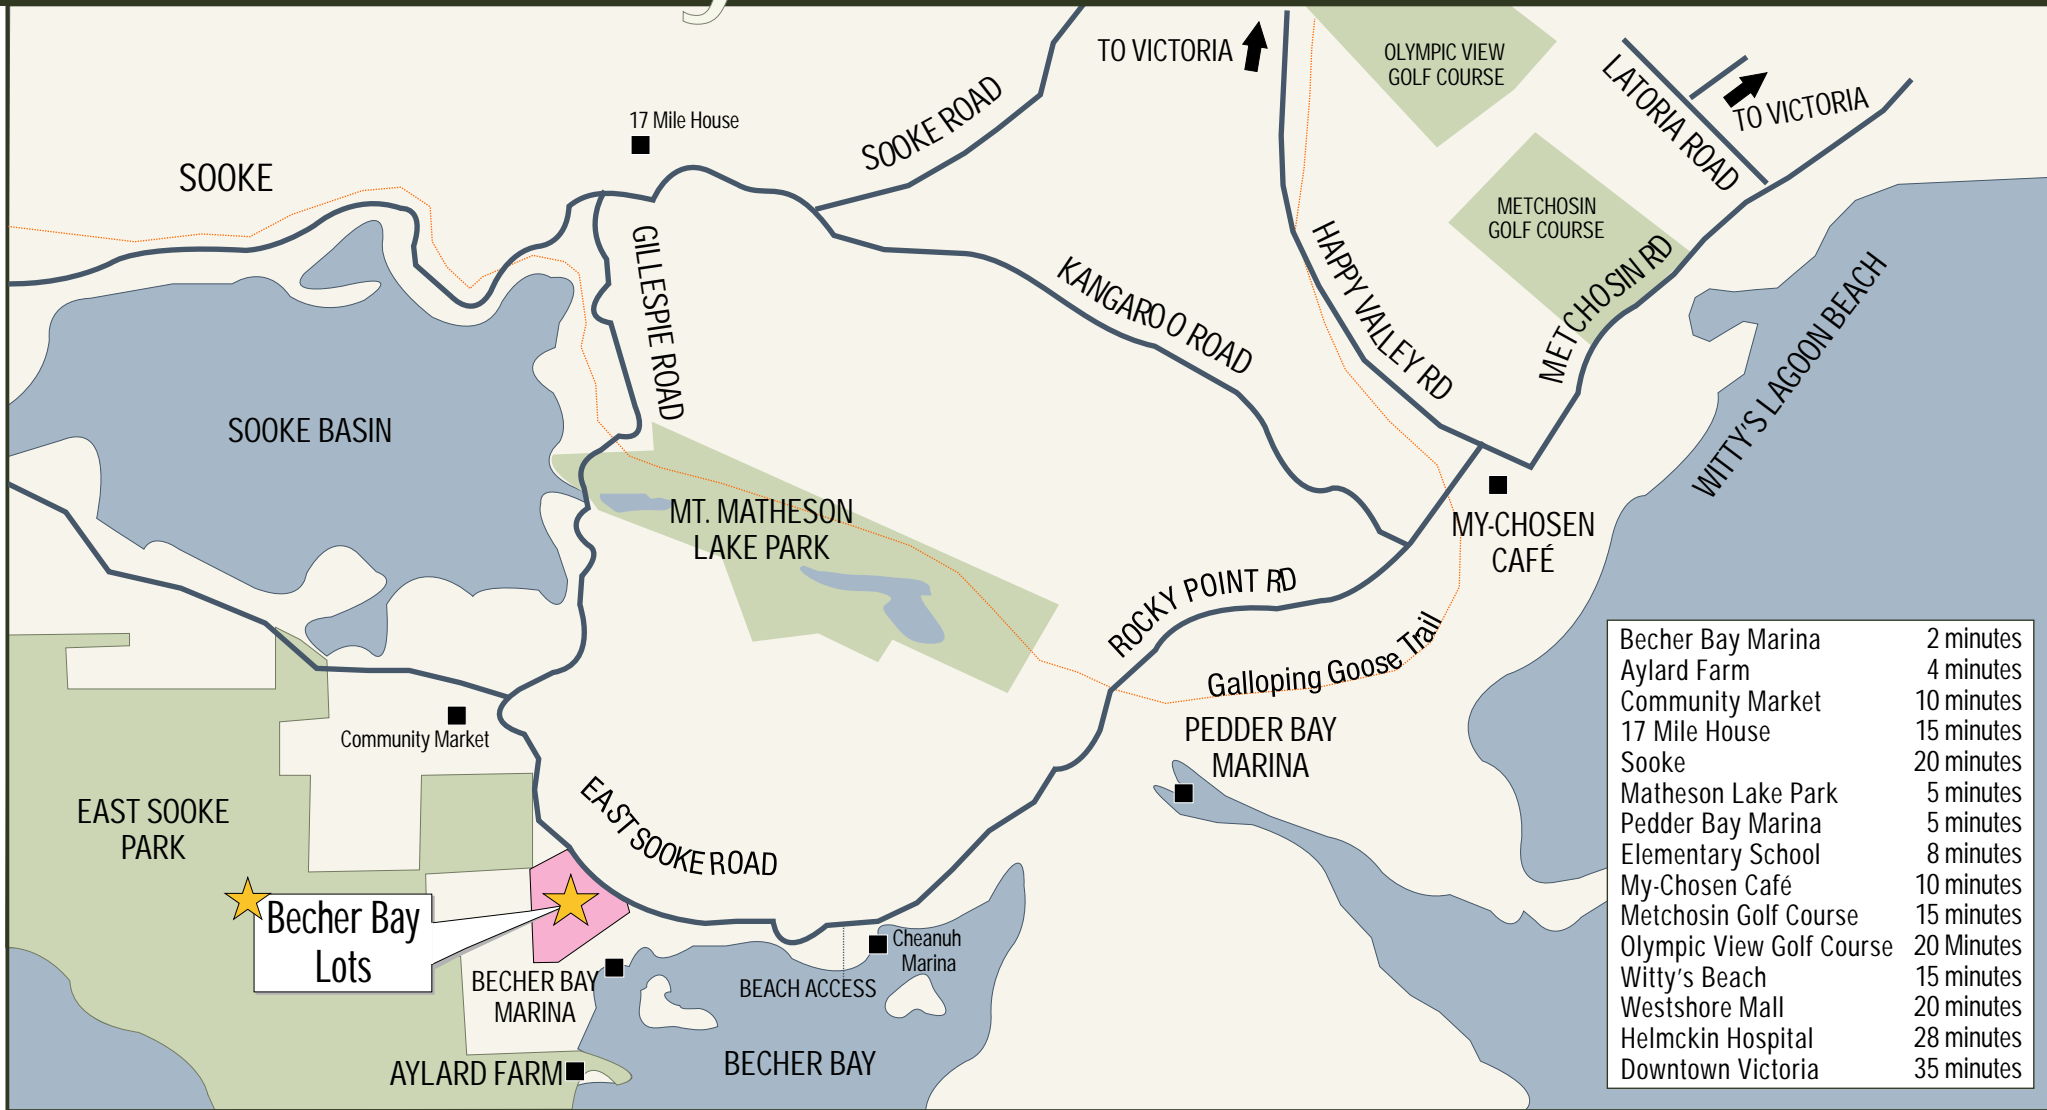 TO VICTORIA
OLYMPIC VIEW
GOLF COURSE
LATORIA ROAD
TO VICTORIA
17 Mile House
SOOKE ROAD
SOOKE
METCHOSIN
GOLF COURSE
GILLESPIE ROAD
KANGAROO ROAD
HAPPY VALLEY RD
METCHOSIN RD
WITTY'S LAGOON BEACH
SOOKE BASIN
MT. MATHESON
LAKE PARK
MY-CHOSEN
CAFÉ
ROCKY POINT RD
Galloping Goose Trail
Community Market
PEDDER BAY
MARINA
EAST SOOKE
PARK
EAST SOOKE ROAD
Becher Bay
Lots
BECHER BAY
MARINA
Cheanuh
Marina
BEACH ACCESS
AYLARD FARM
BECHER BAY
Becher Bay Marina 2 minutes
Aylard Farm 4 minutes
Community Market 10 minutes
17 Mile House 15 minutes
Sooke 20 minutes
Matheson Lake Park 5 minutes
Pedder Bay Marina 5 minutes
Elementary School 8 minutes
My-Chosen Café 10 minutes
Metchosin Golf Course 15 minutes
Olympic View Golf Course 20 Minutes
Witty's Beach 15 minutes
Westshore Mall 20 minutes
Helmckin Hospital 28 minutes
Downtown Victoria 35 minutes